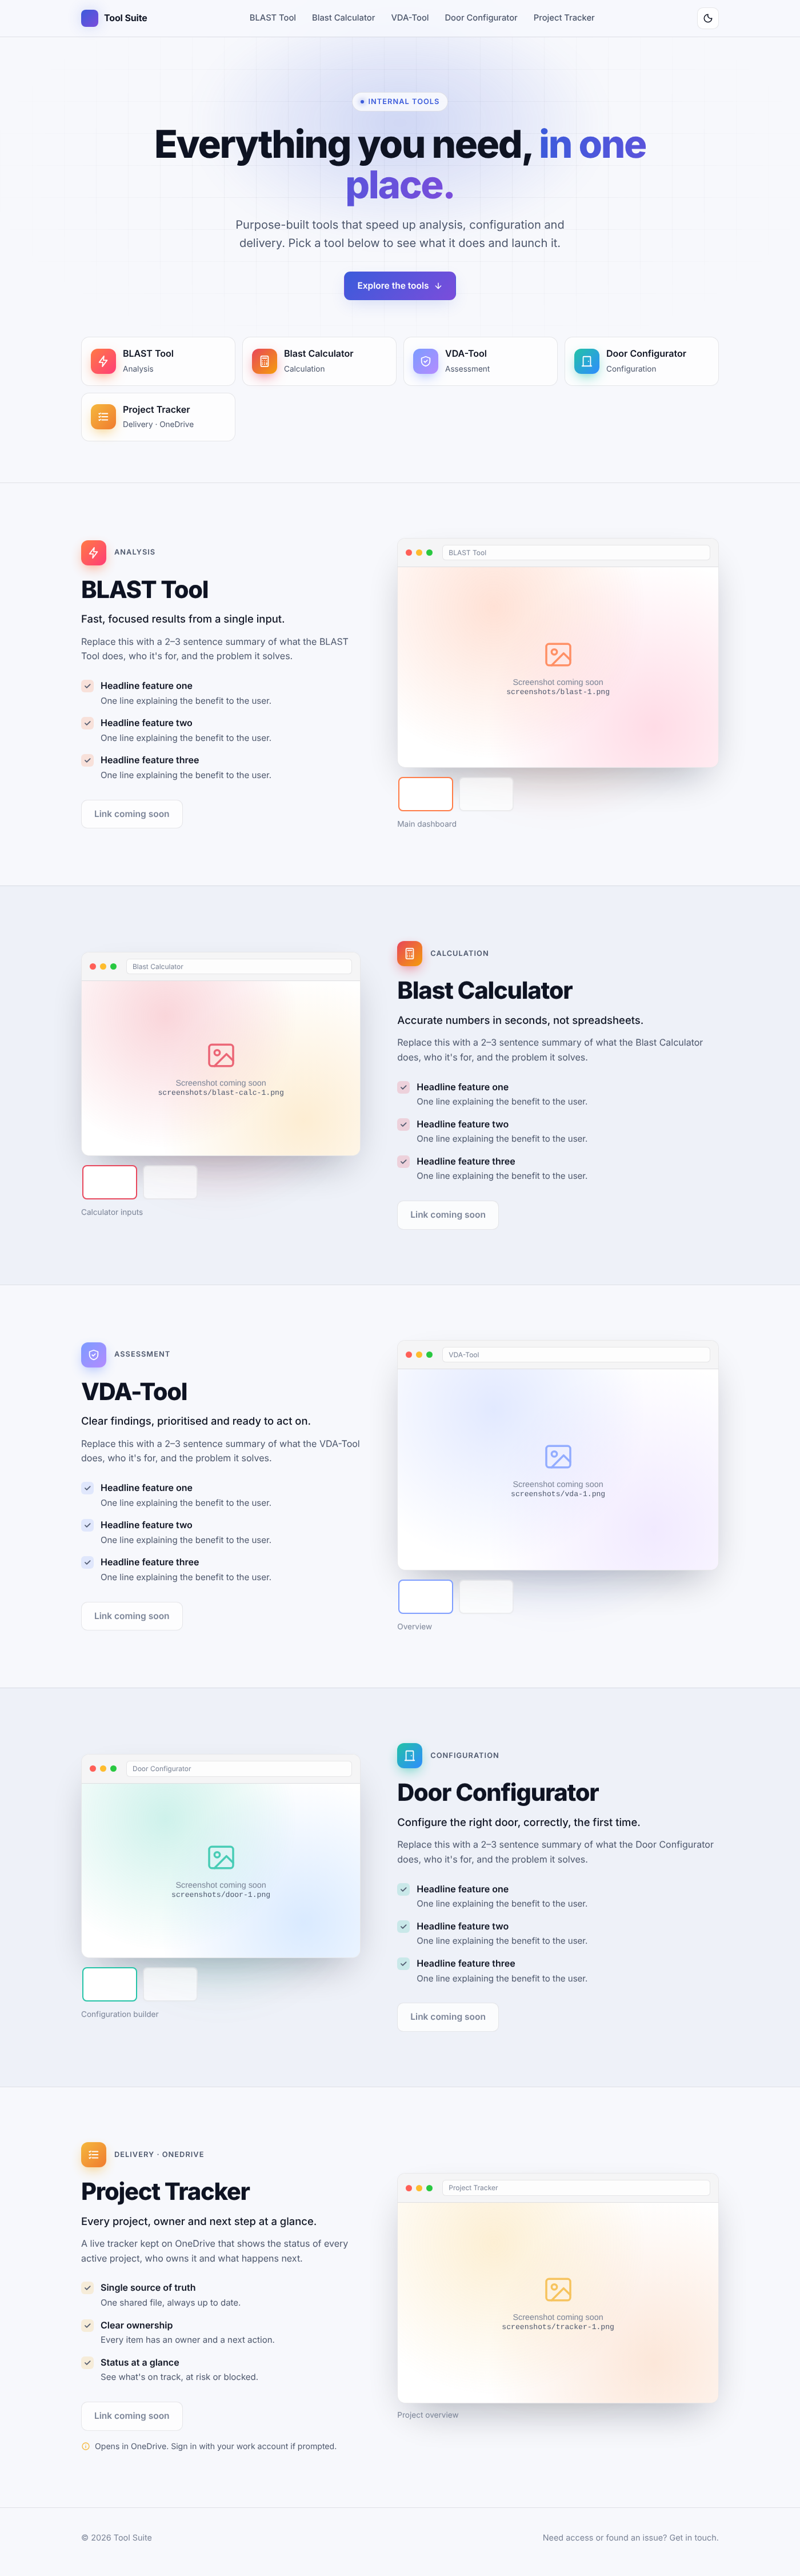 Tool Suite
BLAST Tool
Blast Calculator
VDA-Tool
Door Configurator
Project Tracker
INTERNAL TOOLS
Everything you need, in one
place.
Purpose-built tools that speed up analysis, configuration and
delivery. Pick a tool below to see what it does and launch it.
Explore the tools ↓
BLAST Tool
Analysis
Blast Calculator
Calculation
VDA-Tool
Assessment
Door Configurator
Configuration
Project Tracker
Delivery · OneDrive
ANALYSIS
BLAST Tool
Fast, focused results from a single input.
Replace this with a 2–3 sentence summary of what the BLAST
Tool does, who it's for, and the problem it solves.
Headline feature one
One line explaining the benefit to the user.
Headline feature two
One line explaining the benefit to the user.
Headline feature three
One line explaining the benefit to the user.
Link coming soon
BLAST Tool
Screenshot coming soon
screenshots/blast-1.png
Main dashboard
Blast Calculator
Screenshot coming soon
screenshots/blast-calc-1.png
Calculator inputs
CALCULATION
Blast Calculator
Accurate numbers in seconds, not spreadsheets.
Replace this with a 2–3 sentence summary of what the Blast Calculator
does, who it's for, and the problem it solves.
Headline feature one
One line explaining the benefit to the user.
Headline feature two
One line explaining the benefit to the user.
Headline feature three
One line explaining the benefit to the user.
Link coming soon
ASSESSMENT
VDA-Tool
Clear findings, prioritised and ready to act on.
Replace this with a 2–3 sentence summary of what the VDA-Tool
does, who it's for, and the problem it solves.
Headline feature one
One line explaining the benefit to the user.
Headline feature two
One line explaining the benefit to the user.
Headline feature three
One line explaining the benefit to the user.
Link coming soon
VDA-Tool
Screenshot coming soon
screenshots/vda-1.png
Overview
Door Configurator
Screenshot coming soon
screenshots/door-1.png
Configuration builder
CONFIGURATION
Door Configurator
Configure the right door, correctly, the first time.
Replace this with a 2–3 sentence summary of what the Door Configurator
does, who it's for, and the problem it solves.
Headline feature one
One line explaining the benefit to the user.
Headline feature two
One line explaining the benefit to the user.
Headline feature three
One line explaining the benefit to the user.
Link coming soon
DELIVERY · ONEDRIVE
Project Tracker
Every project, owner and next step at a glance.
A live tracker kept on OneDrive that shows the status of every
active project, who owns it and what happens next.
Single source of truth
One shared file, always up to date.
Clear ownership
Every item has an owner and a next action.
Status at a glance
See what's on track, at risk or blocked.
Link coming soon
Opens in OneDrive. Sign in with your work account if prompted.
Project Tracker
Screenshot coming soon
screenshots/tracker-1.png
Project overview
© 2026 Tool Suite
Need access or found an issue? Get in touch.